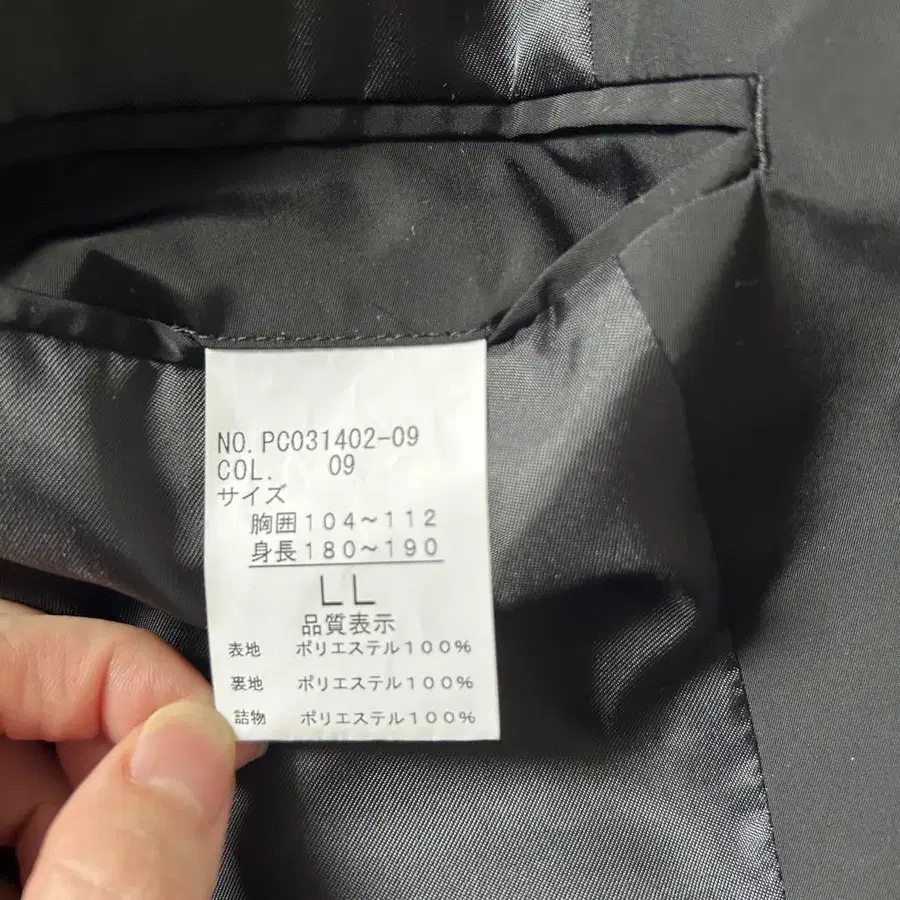 NO. PC031402-09
COL. 09
サイズ
胸囲１０４～１１２
身長１８０～１９０
ＬＬ
品質表示
表地 ポリエステル１００％
裏地 ポリエステル１００％
詰物 ポリエステル１００％